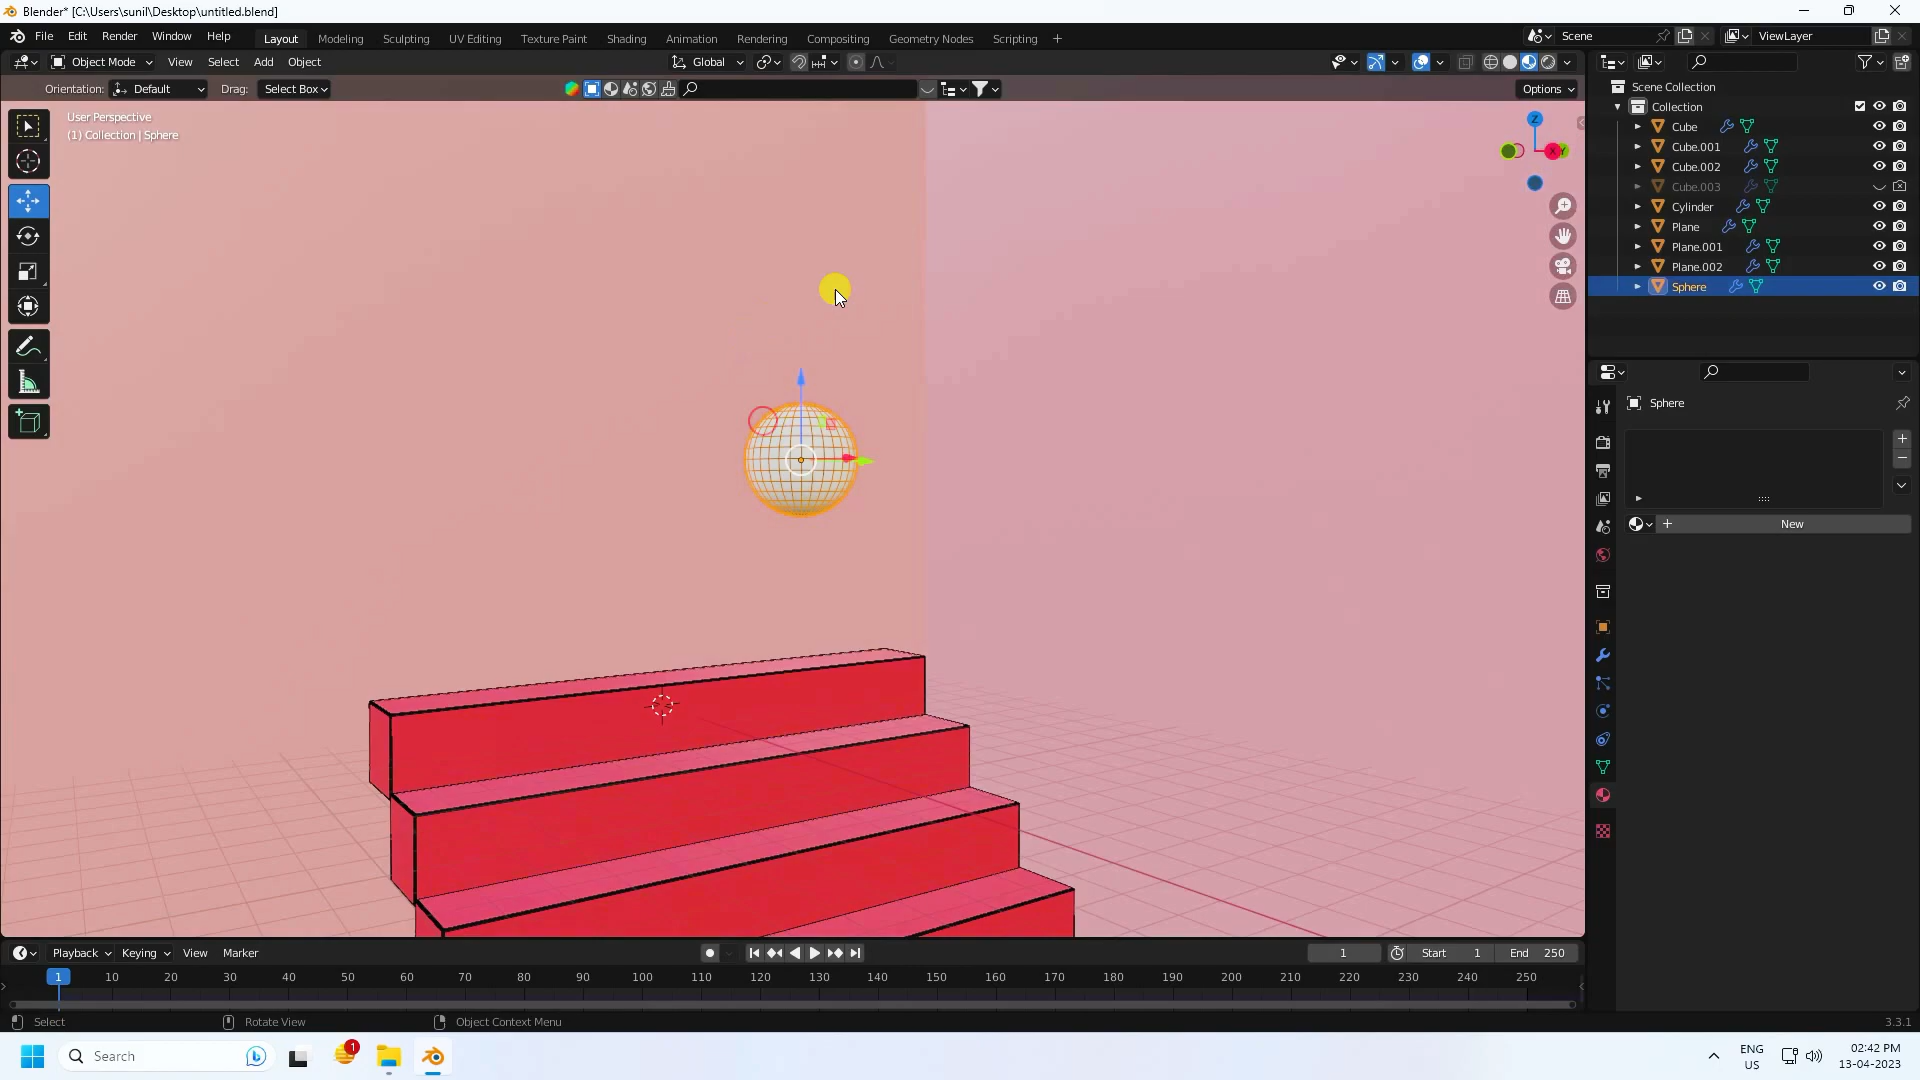 Blender* [C:\Users\sunil\Desktop\untitled.blend]
File Edit Render Window Help Layout Modeling Sculpting UV Editing Texture Paint Shading Animation Rendering Compositing Geometry Nodes Scripting + Scene ViewLayer
Object Mode View Select Add Object Global
Orientation: Default Drag: Select Box Options
User Perspective
(1) Collection | Sphere
Z
X
Y
Scene Collection
Collection
Cube
Cube.001
Cube.002
Cube.003
Cylinder
Plane
Plane.001
Plane.002
Sphere
Sphere
New
Playback Keying View Marker 1 Start 1 End 250
1 10 20 30 40 50 60 70 80 90 100 110 120 130 140 150 160 170 180 190 200 210 220 230 240 250
Select Rotate View Object Context Menu 3.3.1
Search 1 ENG US 02:42 PM
13-04-2023